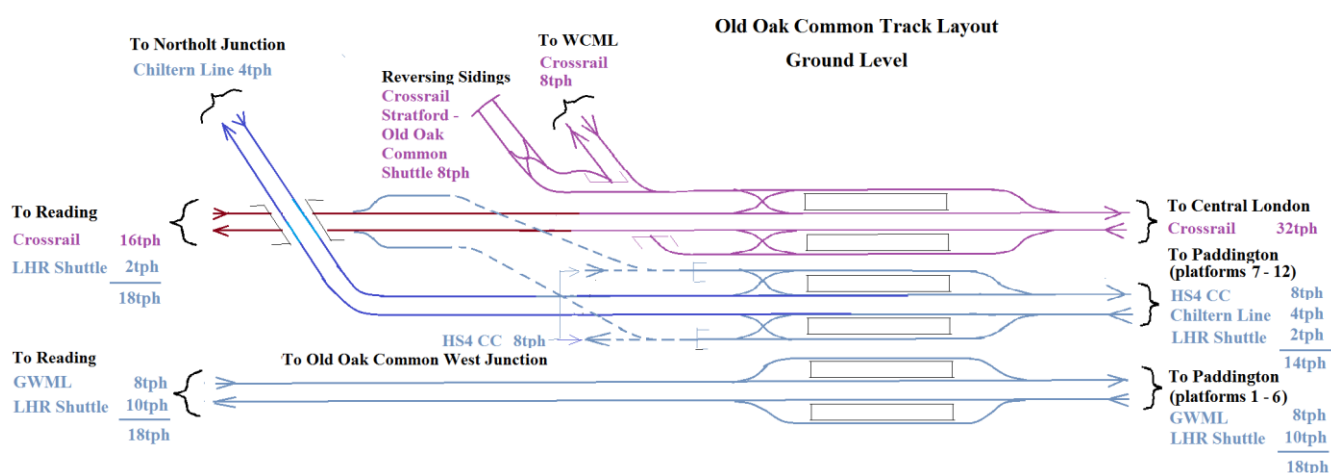 Old Oak Common Track Layout
Ground Level
To Northolt Junction
Chiltern Line 4tph
To WCML
Crossrail
8tph
Reversing Sidings
Crossrail
Stratford -
Old Oak
Common
Shuttle 8tph
To Reading
Crossrail 16tph
LHR Shuttle 2tph
18tph
To Central London
Crossrail 32tph
To Paddington
(platforms 7 - 12)
HS4 CC 8tph
Chiltern Line 4tph
LHR Shuttle 2tph
14tph
HS4 CC 8tph
To Old Oak Common West Junction
To Reading
GWML 8tph
LHR Shuttle 10tph
18tph
To Paddington
(platforms 1 - 6)
GWML 8tph
LHR Shuttle 10tph
18tph